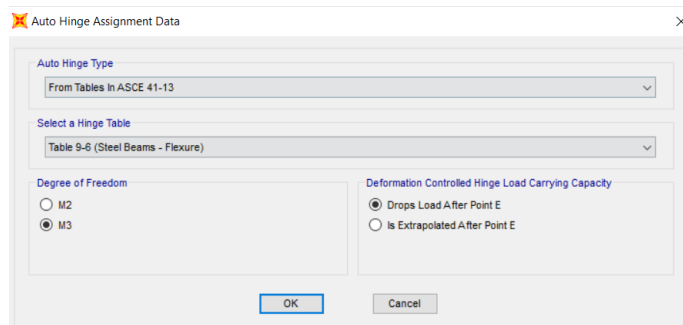 Auto Hinge Assignment Data
Auto Hinge Type
From Tables In ASCE 41-13
Select a Hinge Table
Table 9-6 (Steel Beams - Flexure)
Degree of Freedom
M2
M3
Deformation Controlled Hinge Load Carrying Capacity
Drops Load After Point E
Is Extrapolated After Point E
OK
Cancel